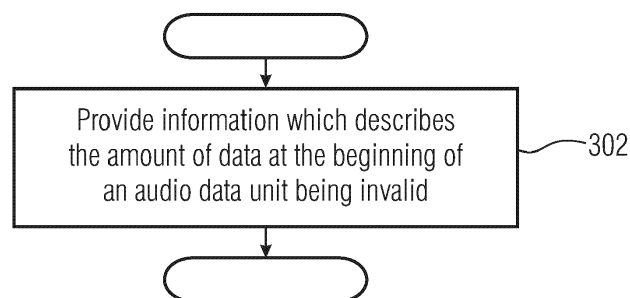 Provide information which describes
the amount of data at the beginning of
an audio data unit being invalid
302